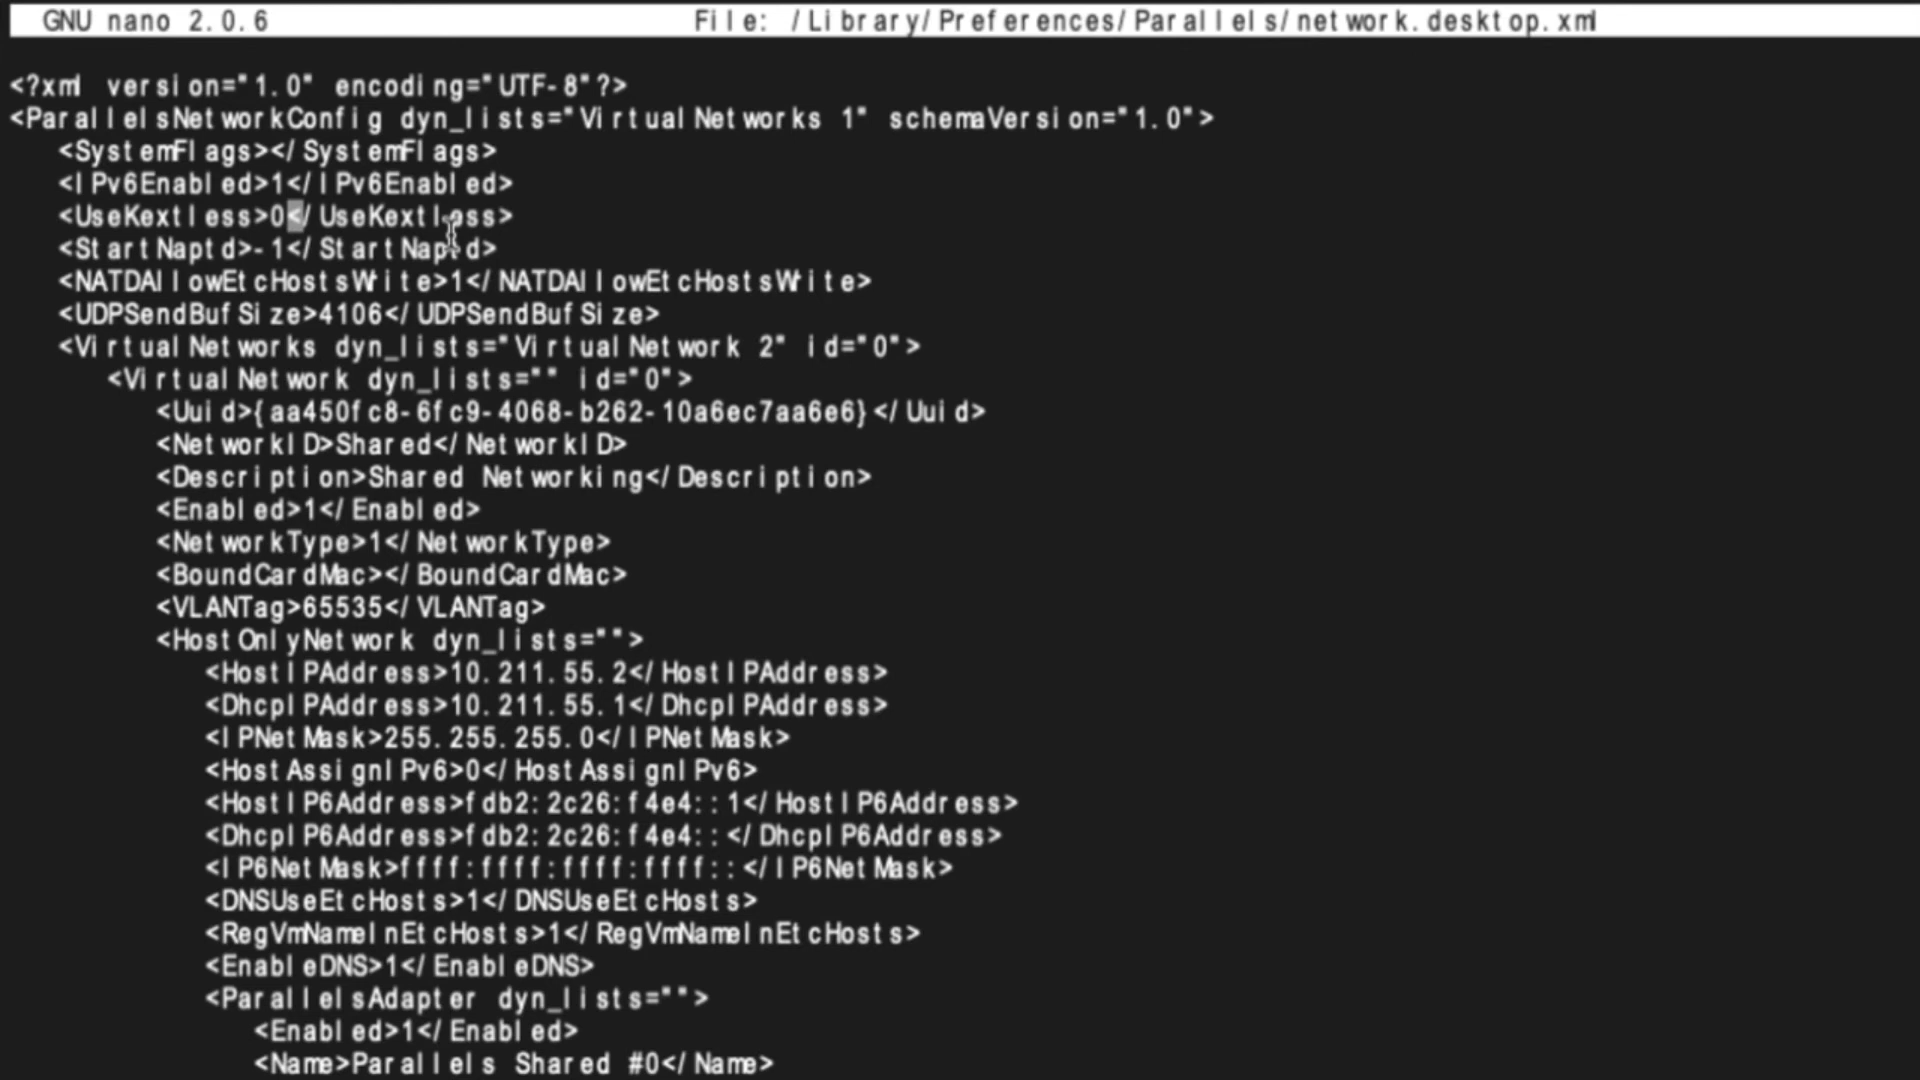 GNU nano 2.0.6 File: /Library/Preferences/Parallels/network.desktop.xml
<?xml version="1.0" encoding="UTF-8"?>
<ParallelsNetworkConfig dyn_lists="VirtualNetworks 1" schemaVersion="1.0">
<SystemFlags></SystemFlags>
<IPv6Enabled>1</IPv6Enabled>
<UseKextless>0</UseKextless>
<StartNaptd>-1</StartNaptd>
<NATDAllowEtcHostsWrite>1</NATDAllowEtcHostsWrite>
<UDPSendBufSize>4106</UDPSendBufSize>
<VirtualNetworks dyn_lists="VirtualNetwork 2" id="0">
<VirtualNetwork dyn_lists="" id="0">
<Uuid>{aa450fc8-6fc9-4068-b262-10a6ec7aa6e6}</Uuid>
<NetworkID>Shared</NetworkID>
<Description>Shared Networking</Description>
<Enabled>1</Enabled>
<NetworkType>1</NetworkType>
<BoundCardMac></BoundCardMac>
<VLANTag>65535</VLANTag>
<HostOnlyNetwork dyn_lists="">
<HostIPAddress>10.211.55.2</HostIPAddress>
<DhcpIPAddress>10.211.55.1</DhcpIPAddress>
<IPNetMask>255.255.255.0</IPNetMask>
<HostAssignIPv6>0</HostAssignIPv6>
<HostIP6Address>fdb2:2c26:f4e4::1</HostIP6Address>
<DhcpIP6Address>fdb2:2c26:f4e4::</DhcpIP6Address>
<IP6NetMask>ffff:ffff:ffff:ffff::</IP6NetMask>
<DNSUseEtcHosts>1</DNSUseEtcHosts>
<RegVmNameInEtcHosts>1</RegVmNameInEtcHosts>
<EnableDNS>1</EnableDNS>
<ParallelsAdapter dyn_lists="">
<Enabled>1</Enabled>
<Name>Parallels Shared #0</Name>